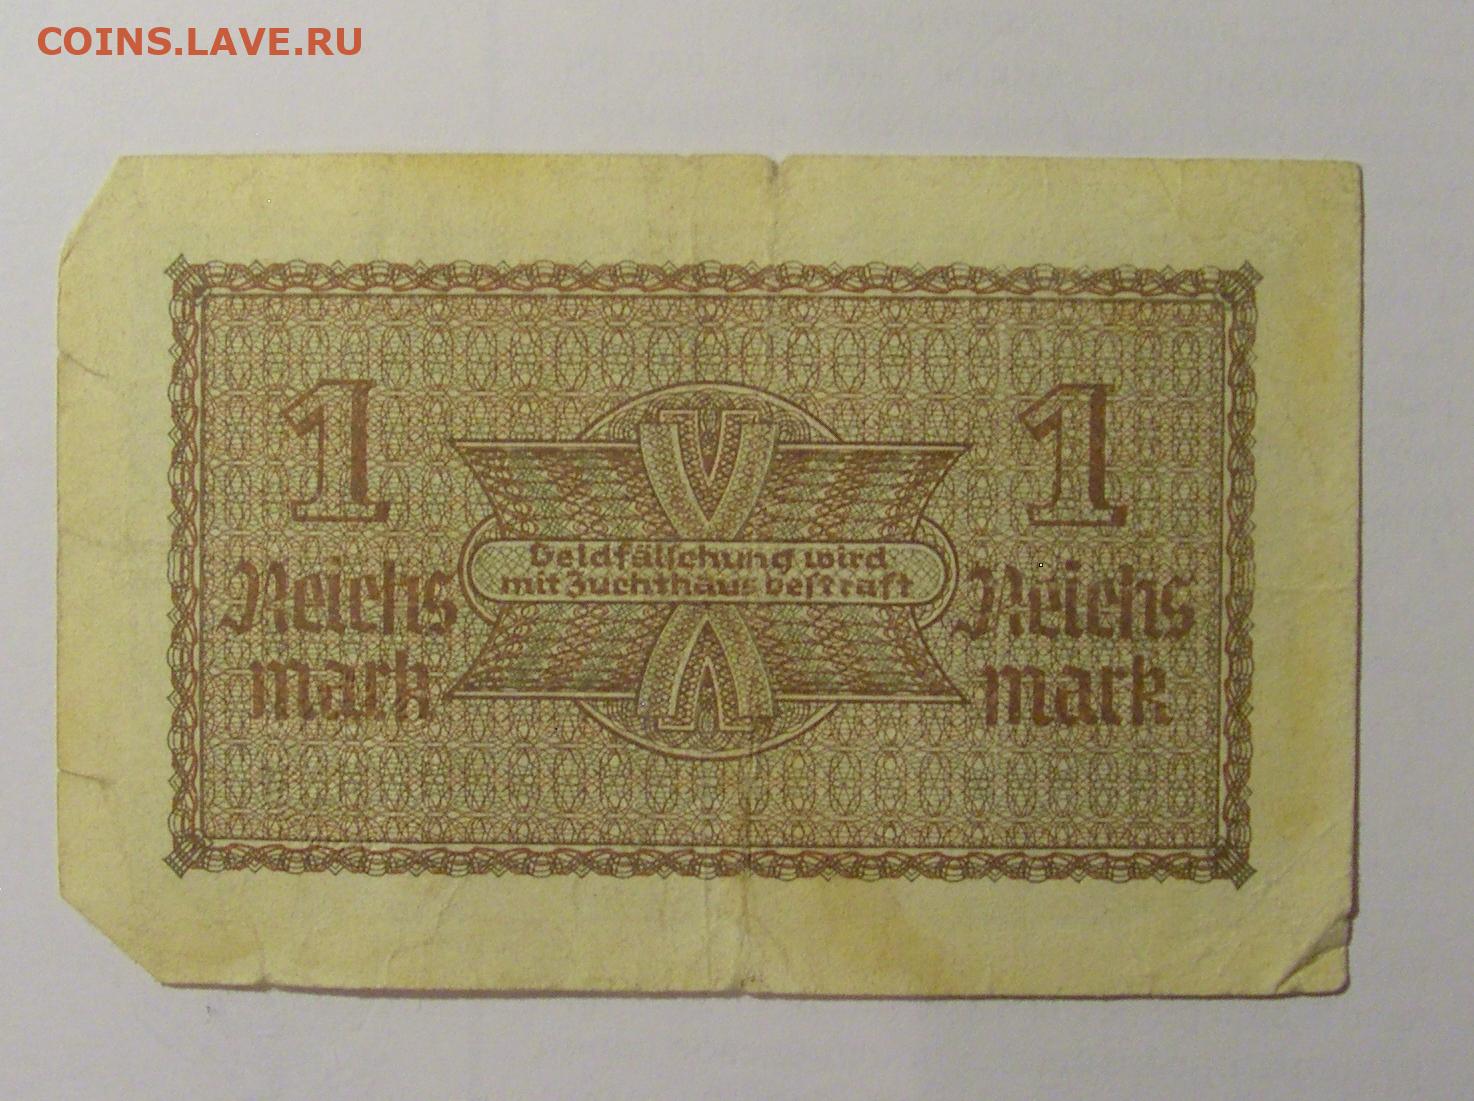 COINS.LAVE.RU
1
Reichs
mark
Geldfälschung wird
mit Zuchthaus bestraft
1
Reichs
mark